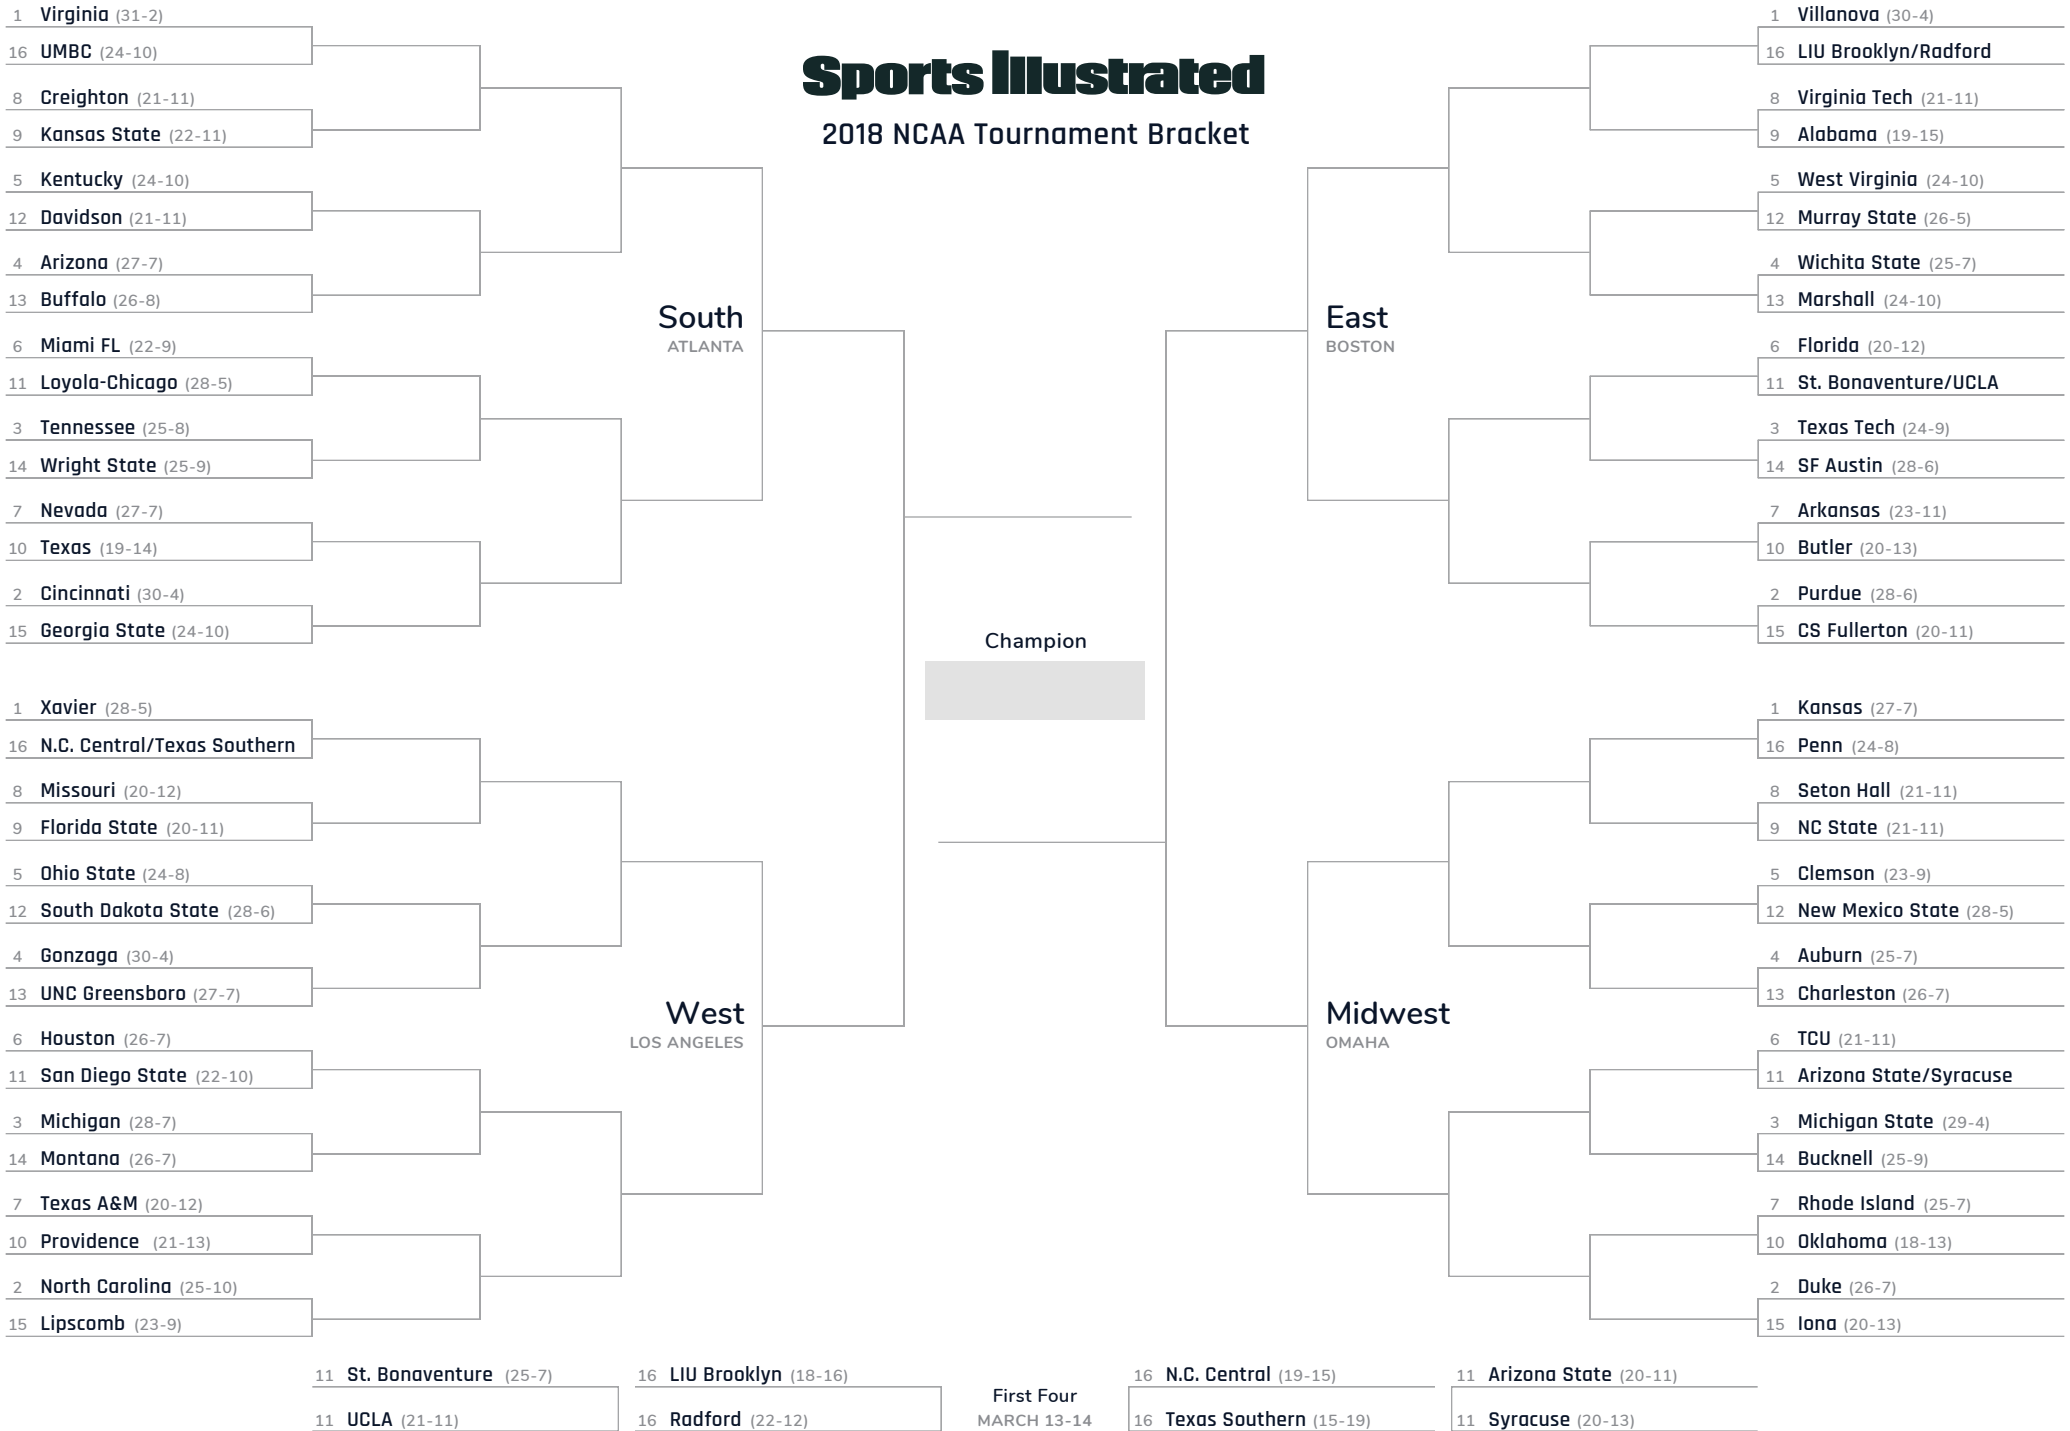 Sports Illustrated
2018 NCAA Tournament Bracket
1 Virginia (31-2)
16 UMBC (24-10)
8 Creighton (21-11)
9 Kansas State (22-11)
5 Kentucky (24-10)
12 Davidson (21-11)
4 Arizona (27-7)
13 Buffalo (26-8)
6 Miami FL (22-9)
11 Loyola-Chicago (28-5)
3 Tennessee (25-8)
14 Wright State (25-9)
7 Nevada (27-7)
10 Texas (19-14)
2 Cincinnati (30-4)
15 Georgia State (24-10)
South
ATLANTA
1 Xavier (28-5)
16 N.C. Central/Texas Southern
8 Missouri (20-12)
9 Florida State (20-11)
5 Ohio State (24-8)
12 South Dakota State (28-6)
4 Gonzaga (30-4)
13 UNC Greensboro (27-7)
6 Houston (26-7)
11 San Diego State (22-10)
3 Michigan (28-7)
14 Montana (26-7)
7 Texas A&M (20-12)
10 Providence (21-13)
2 North Carolina (25-10)
15 Lipscomb (23-9)
West
LOS ANGELES
Champion
1 Villanova (30-4)
16 LIU Brooklyn/Radford
8 Virginia Tech (21-11)
9 Alabama (19-15)
5 West Virginia (24-10)
12 Murray State (26-5)
4 Wichita State (25-7)
13 Marshall (24-10)
6 Florida (20-12)
11 St. Bonaventure/UCLA
3 Texas Tech (24-9)
14 SF Austin (28-6)
7 Arkansas (23-11)
10 Butler (20-13)
2 Purdue (28-6)
15 CS Fullerton (20-11)
East
BOSTON
1 Kansas (27-7)
16 Penn (24-8)
8 Seton Hall (21-11)
9 NC State (21-11)
5 Clemson (23-9)
12 New Mexico State (28-5)
4 Auburn (25-7)
13 Charleston (26-7)
6 TCU (21-11)
11 Arizona State/Syracuse
3 Michigan State (29-4)
14 Bucknell (25-9)
7 Rhode Island (25-7)
10 Oklahoma (18-13)
2 Duke (26-7)
15 Iona (20-13)
Midwest
OMAHA
11 St. Bonaventure (25-7)
11 UCLA (21-11)
16 LIU Brooklyn (18-16)
16 Radford (22-12)
First Four
MARCH 13-14
16 N.C. Central (19-15)
16 Texas Southern (15-19)
11 Arizona State (20-11)
11 Syracuse (20-13)